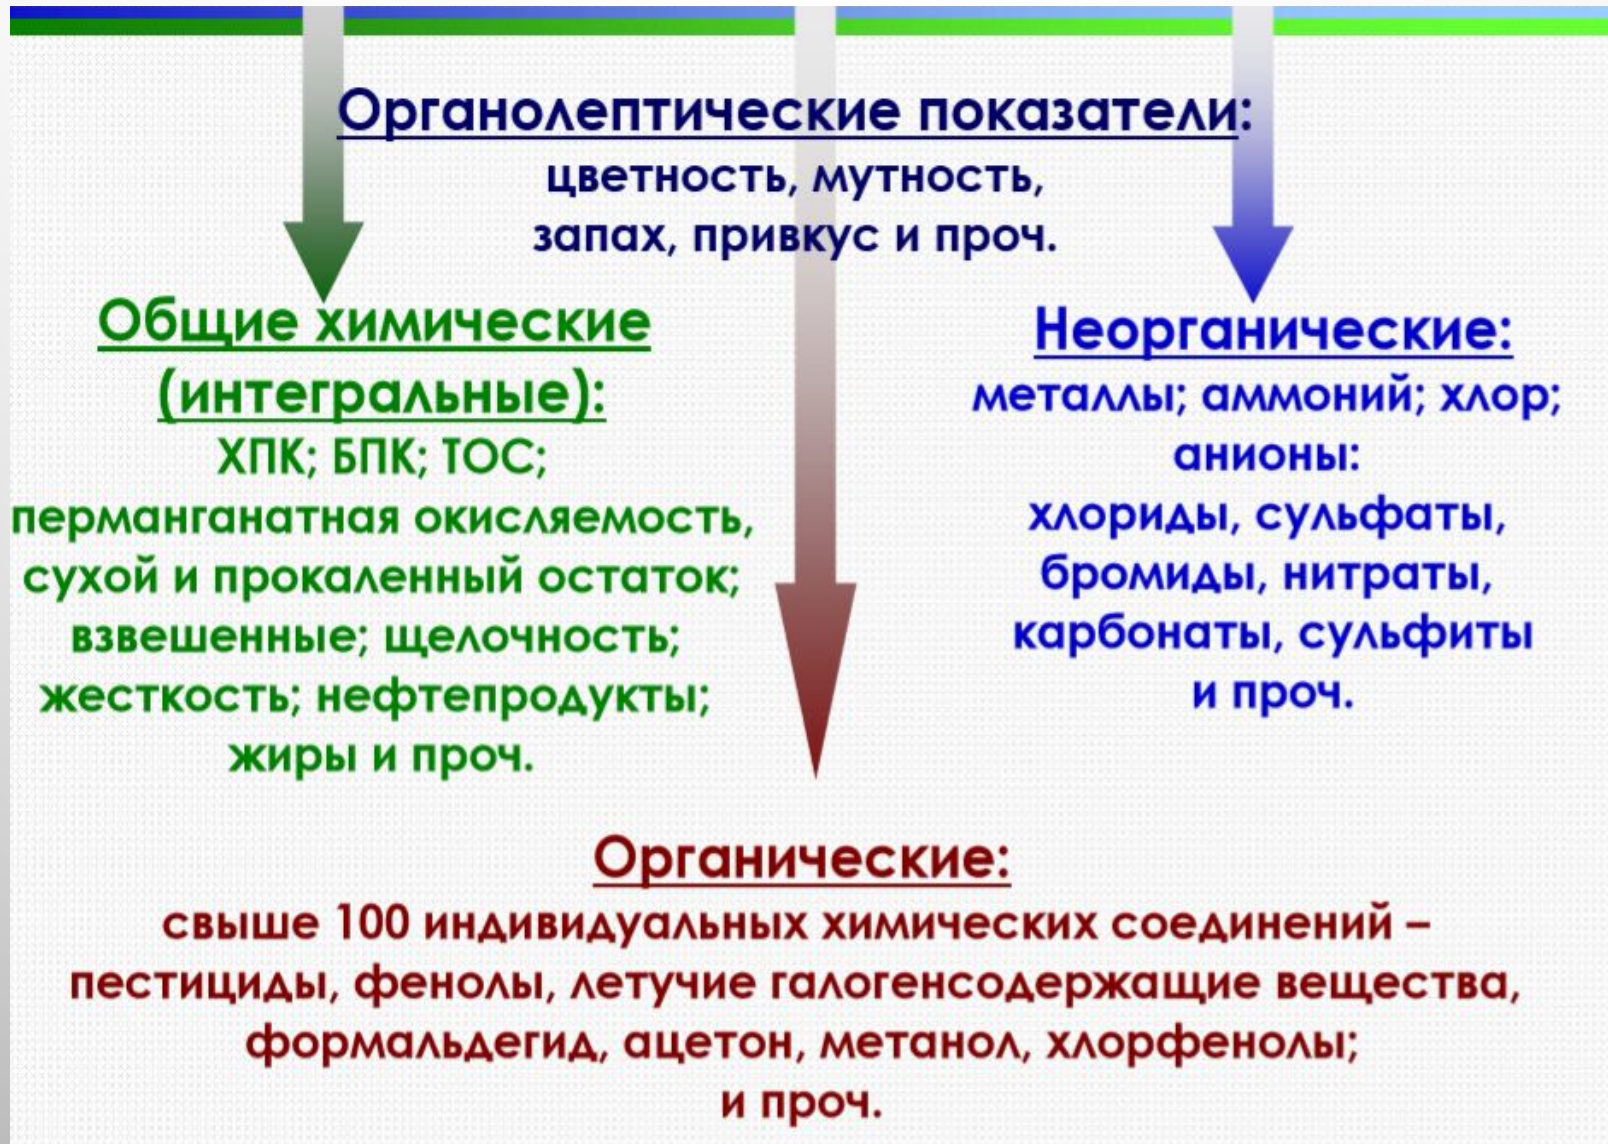 Органолептические показатели:
цветность, мутность,
запах, привкус и проч.
Общие химические
(интегральные):
ХПК; БПК; ТОС;
перманганатная окисляемость,
сухой и прокаленный остаток;
взвешенные; щелочность;
жесткость; нефтепродукты;
жиры и проч.
Неорганические:
металлы; аммоний; хлор;
анионы:
хлориды, сульфаты,
бромиды, нитраты,
карбонаты, сульфиты
и проч.
Органические:
свыше 100 индивидуальных химических соединений –
пестициды, фенолы, летучие галогенсодержащие вещества,
формальдегид, ацетон, метанол, хлорфенолы;
и проч.